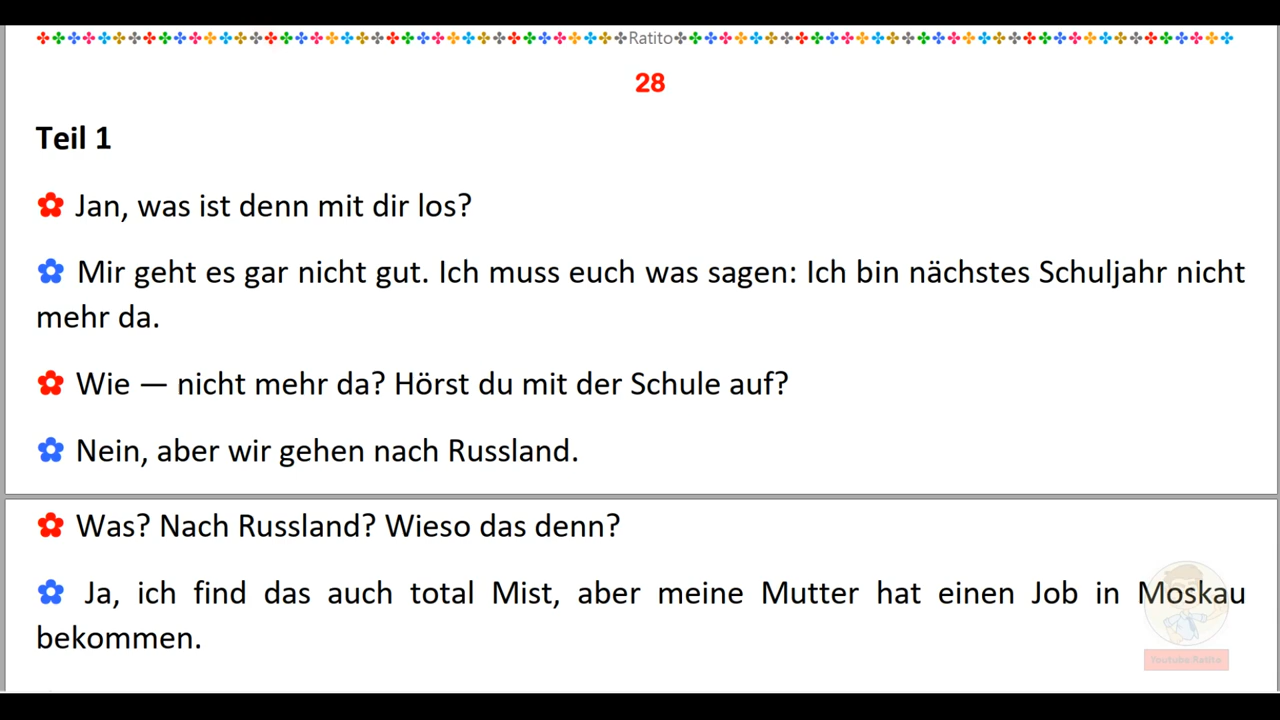 Ratito
28
Teil 1
Jan, was ist denn mit dir los?
Mir geht es gar nicht gut. Ich muss euch was sagen: Ich bin nächstes Schuljahr nicht
mehr da.
Wie — nicht mehr da? Hörst du mit der Schule auf?
Nein, aber wir gehen nach Russland.
Was? Nach Russland? Wieso das denn?
Ja, ich find das auch total Mist, aber meine Mutter hat einen Job in Moskau
bekommen.
Youtube:Ratito